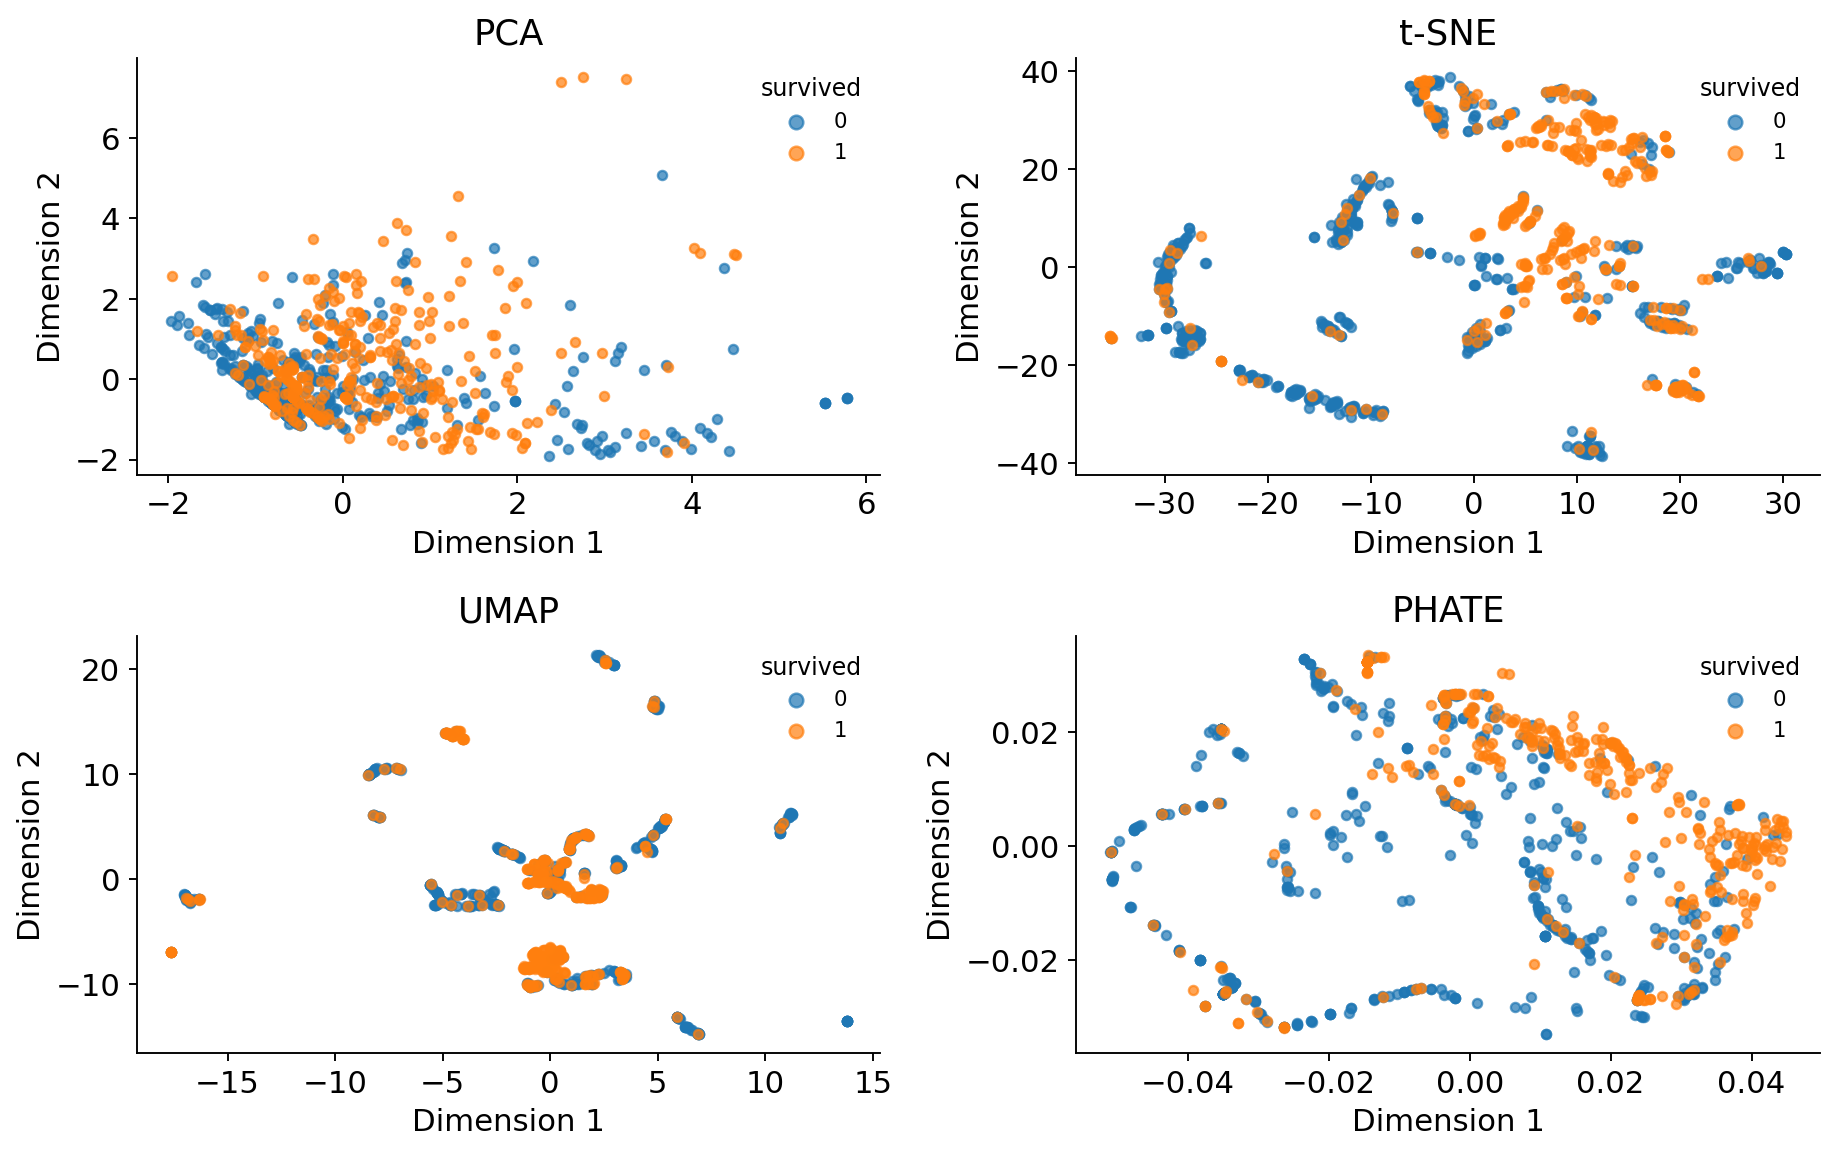 PCA
survived
0
1
6
4
2
0
−2
Dimension 2
−2 0 2 4 6
Dimension 1
t-SNE
survived
0
1
40
20
0
−20
−40
Dimension 2
−30 −20 −10 0 10 20 30
Dimension 1
UMAP
survived
0
1
20
10
0
−10
Dimension 2
−15 −10 −5 0 5 10 15
Dimension 1
PHATE
survived
0
1
0.02
0.00
−0.02
Dimension 2
−0.04 −0.02 0.00 0.02 0.04
Dimension 1